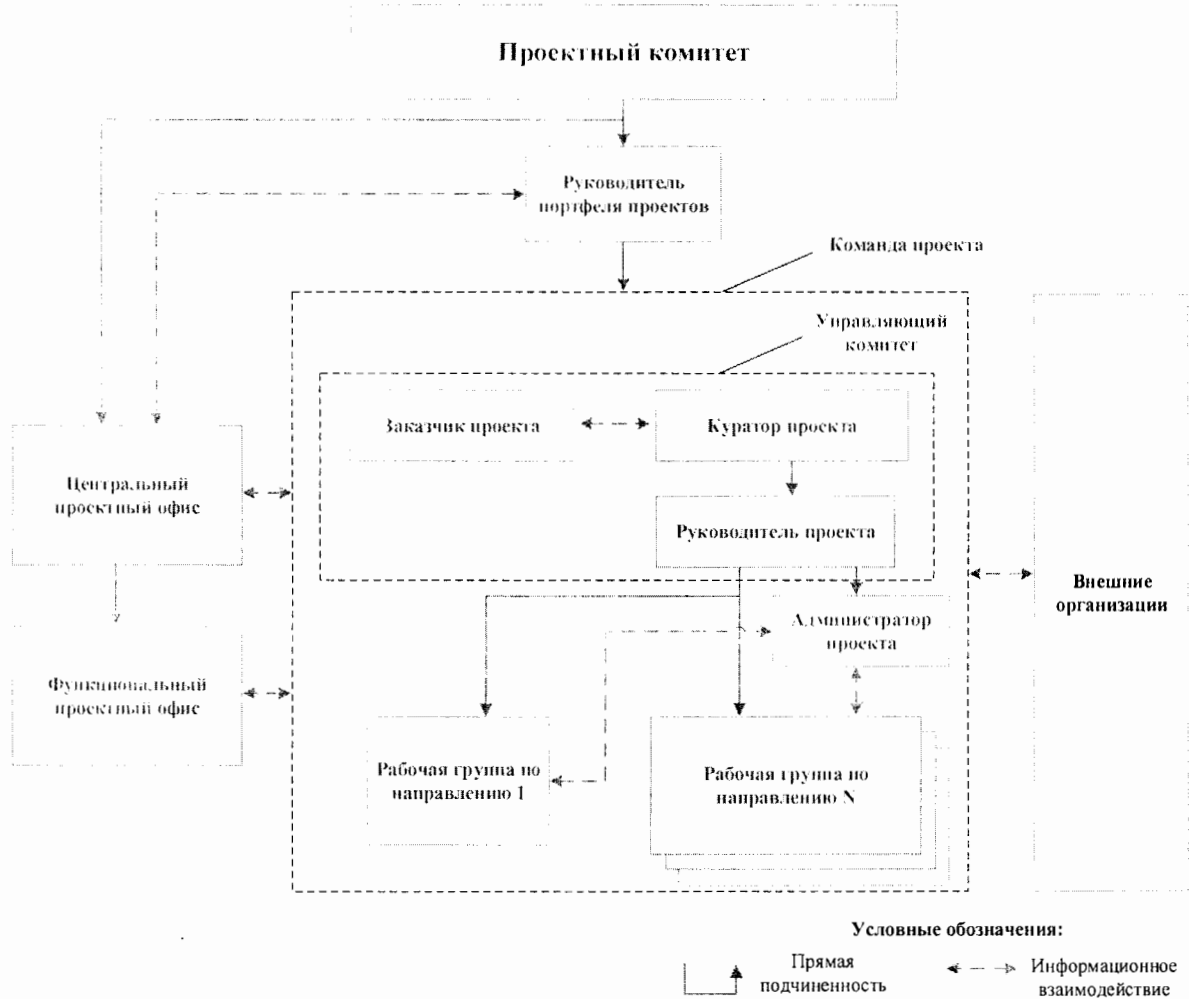 Проектный комитет
Руководитель
портфеля проектов
Команда проекта
Управляющий
комитет
Заказчик проекта
Куратор проекта
Центральный
проектный офис
Руководитель проекта
Внешние
организации
Администратор
проекта
Функциональный
проектный офис
Рабочая группа по
направлению 1
Рабочая группа по
направлению N
Условные обозначения:
Прямая
подчиненность
Информационное
взаимодействие